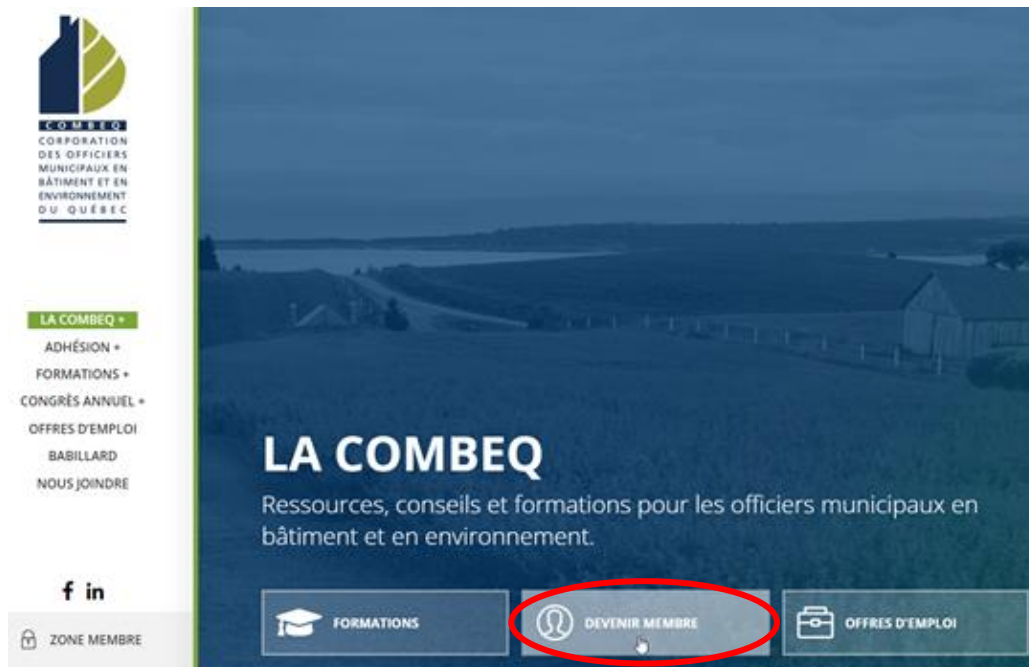 COMBEQ
CORPORATION
DES OFFICIERS
MUNICIPAUX EN
BÂTIMENT ET EN
ENVIRONNEMENT
DU QUÉBEC
LA COMBEQ +
ADHÉSION +
FORMATIONS +
CONGRÈS ANNUEL +
OFFRES D'EMPLOI
BABILLARD
NOUS JOINDRE
f in
ZONE MEMBRE
LA COMBEQ
Ressources, conseils et formations pour les officiers municipaux en
bâtiment et en environnement.
FORMATIONS
DEVENIR MEMBRE
OFFRES D'EMPLOI